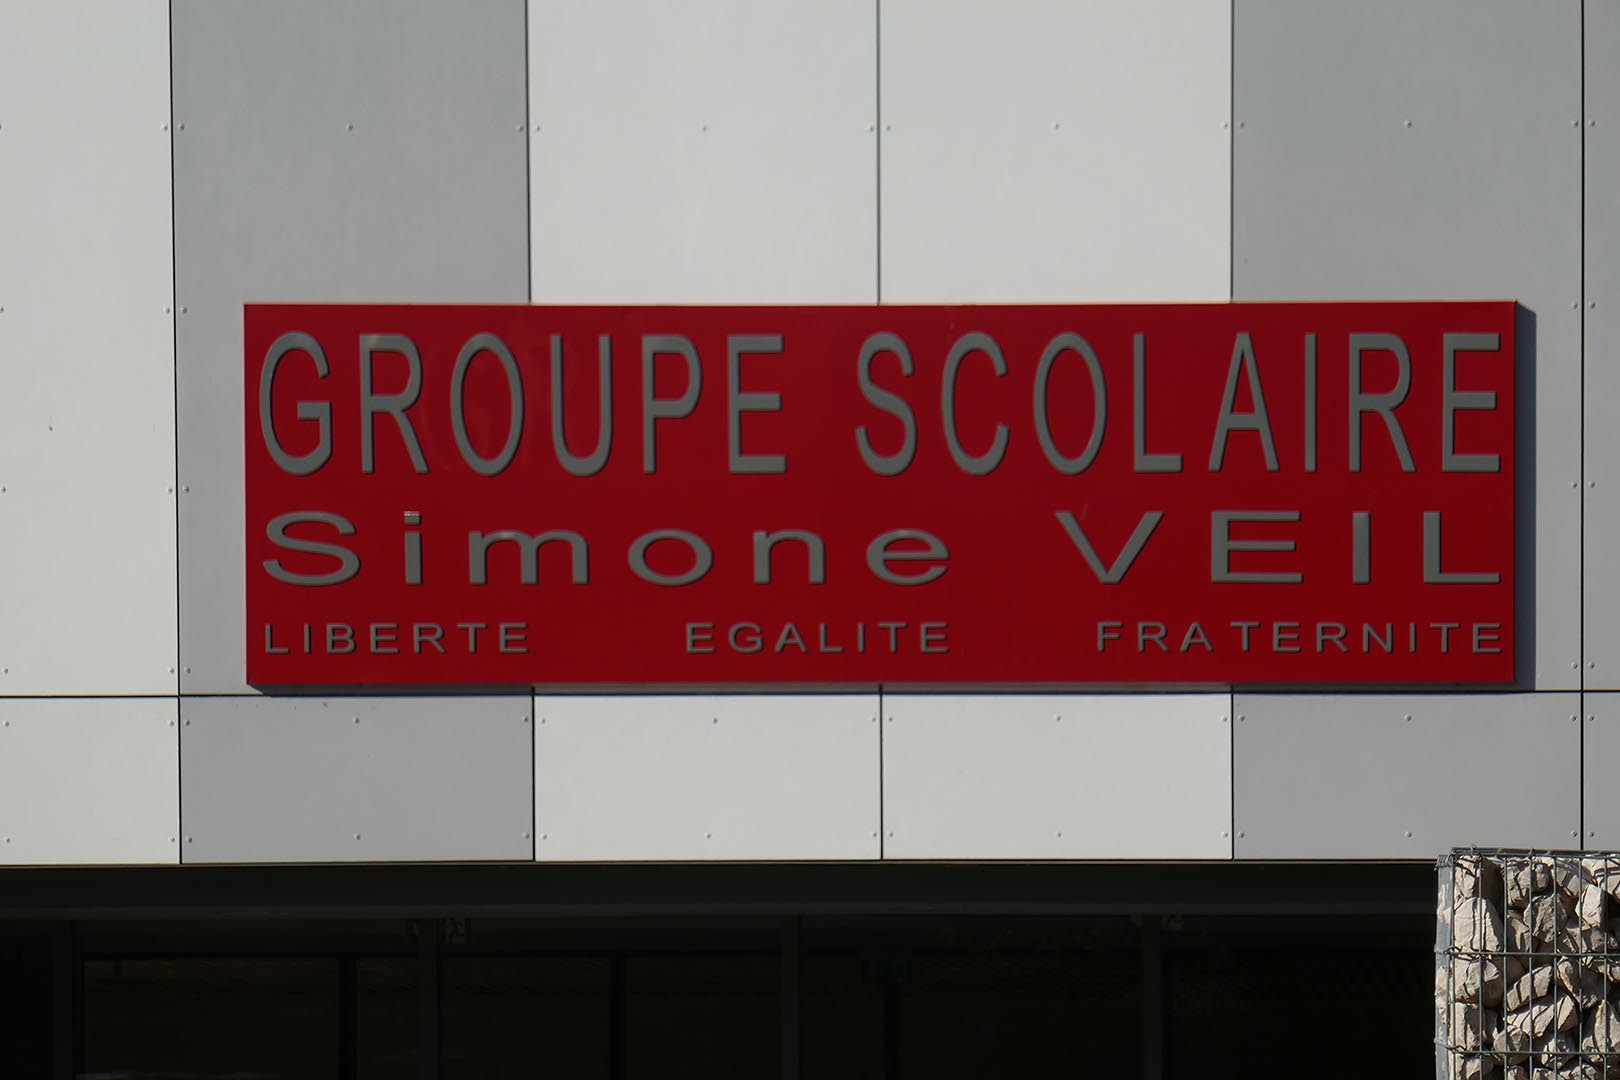 GROUPE SCOLAIRE
Simone VEIL
LIBERTE EGALITE FRATERNITE